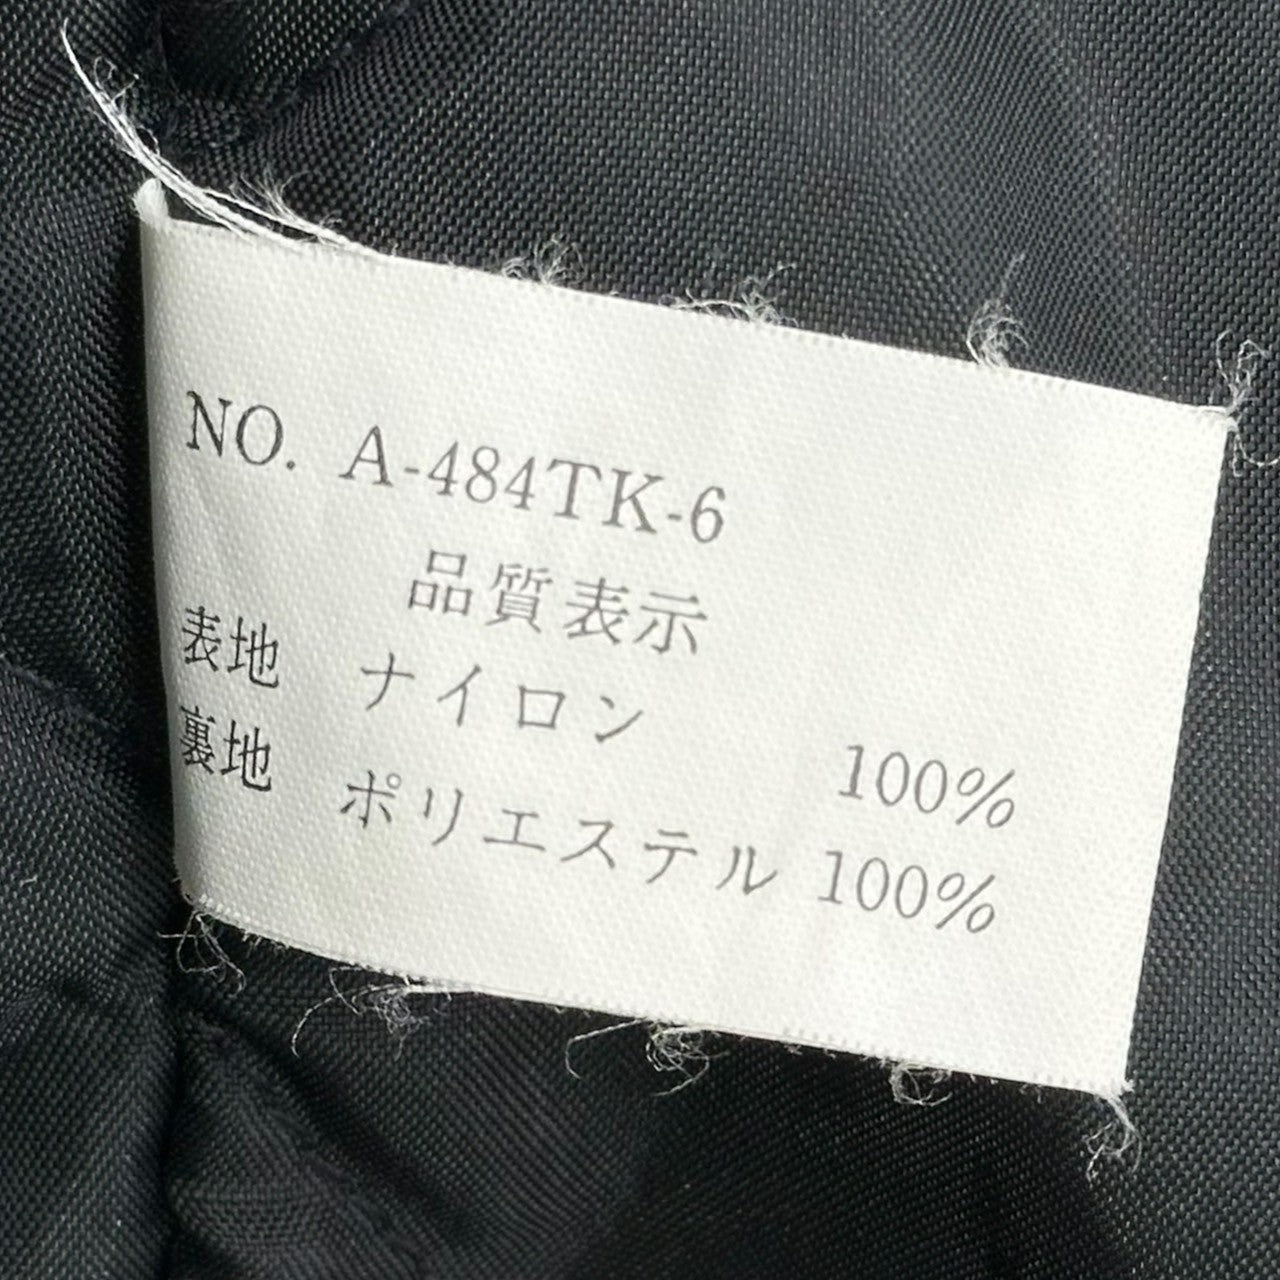 NO. A-484TK-6
品質表示
表地 ナイロン 100%
裏地 ポリエステル 100%